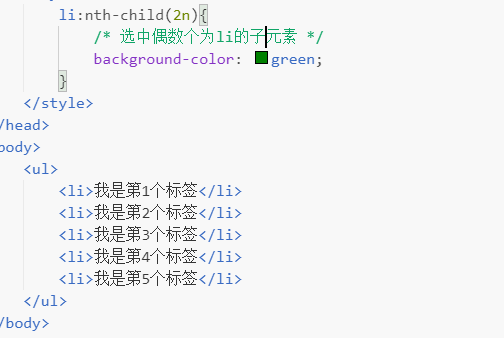 li:nth-child(2n){
/* 选中偶数个为li的子元素 */
background-color: green;
}
</style>
/head>
body>
<ul>
<li>我是第1个标签</li>
<li>我是第2个标签</li>
<li>我是第3个标签</li>
<li>我是第4个标签</li>
<li>我是第5个标签</li>
</ul>
/body>